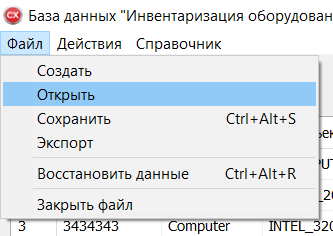 База данных "Инвентаризация оборудован
Файл Действия Справочник
Создать
Открыть
Сохранить Ctrl+Alt+S
Экспорт
Восстановить данные Ctrl+Alt+R
Закрыть файл
3 3434343 Computer INTEL_320